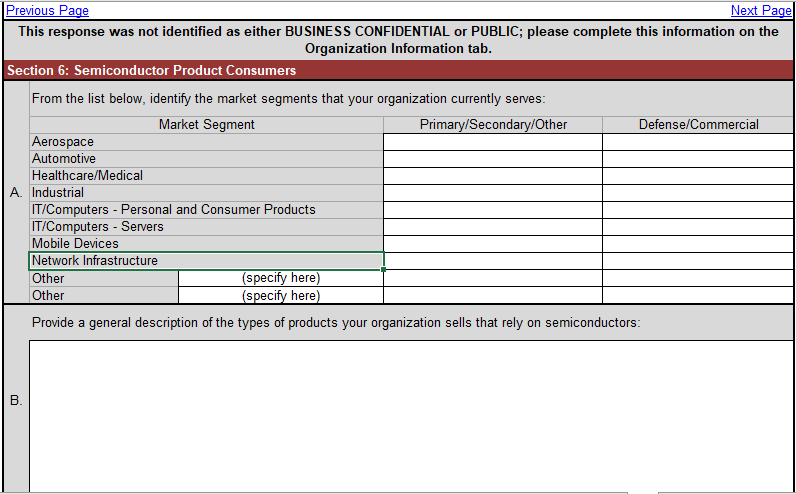 Previous Page Next Page
This response was not identified as either BUSINESS CONFIDENTIAL or PUBLIC; please complete this information on the
Organization Information tab.
Section 6: Semiconductor Product Consumers
From the list below, identify the market segments that your organization currently serves:
Market Segment Primary/Secondary/Other Defense/Commercial
Aerospace
Automotive
Healthcare/Medical
A. Industrial
IT/Computers - Personal and Consumer Products
IT/Computers - Servers
Mobile Devices
Network Infrastructure
Other (specify here)
Other (specify here)
Provide a general description of the types of products your organization sells that rely on semiconductors:
B.